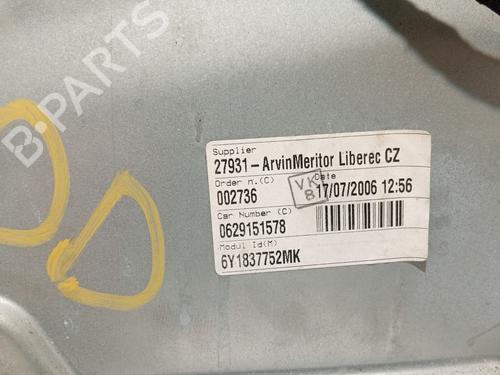 B-PARTS
Supplier
27931-ArvinMeritor Liberec CZ
Order n.(C)
Date
002736
VK
B
17/07/2006 12:56
Car Number (C)
0629151578
Modul Id(M)
6Y1837752MK